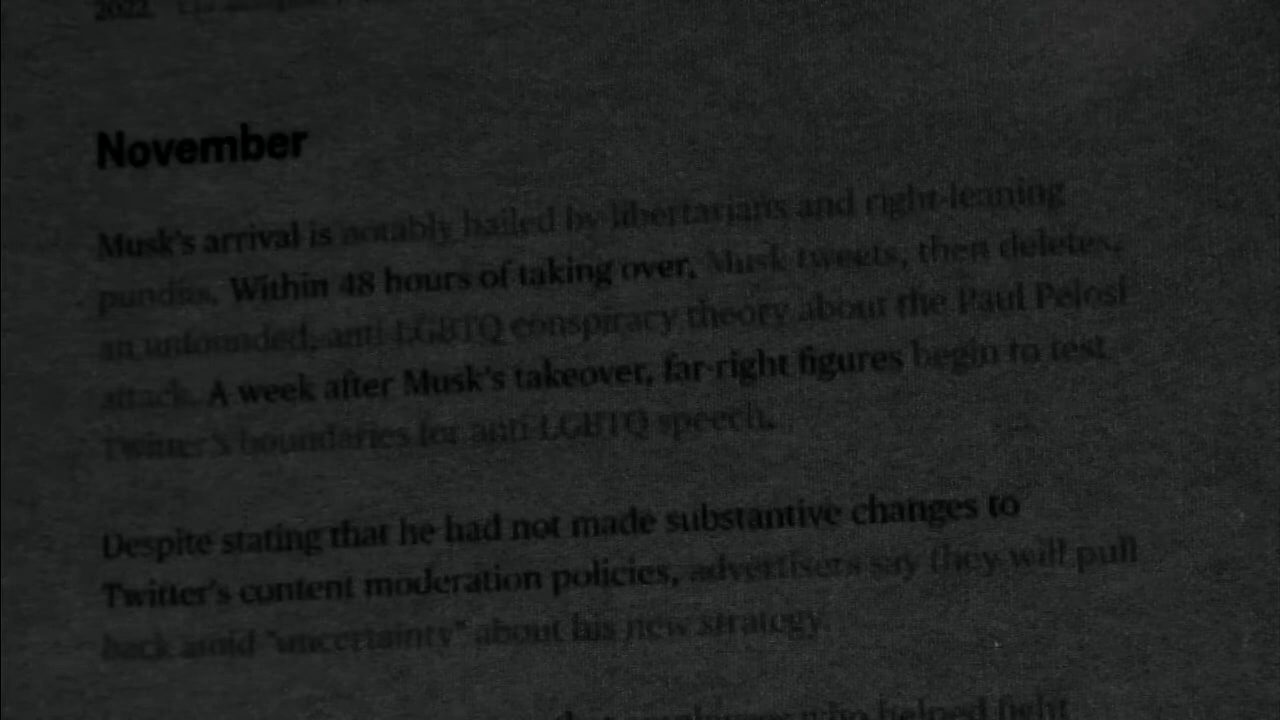 2022
November
Musk's arrival is notably hailed by libertarians and right-leaning
pundits. Within 48 hours of taking over, Musk tweets, then deletes,
an unfounded, anti-LGBTQ conspiracy theory about the Paul Pelosi
attack. A week after Musk's takeover, far-right figures begin to test
Twitter's boundaries for anti-LGBTQ speech.
Despite stating that he had not made substantive changes to
Twitter's content moderation policies, advertisers say they will pull
back amid "uncertainty" about his new strategy.
who helped fight